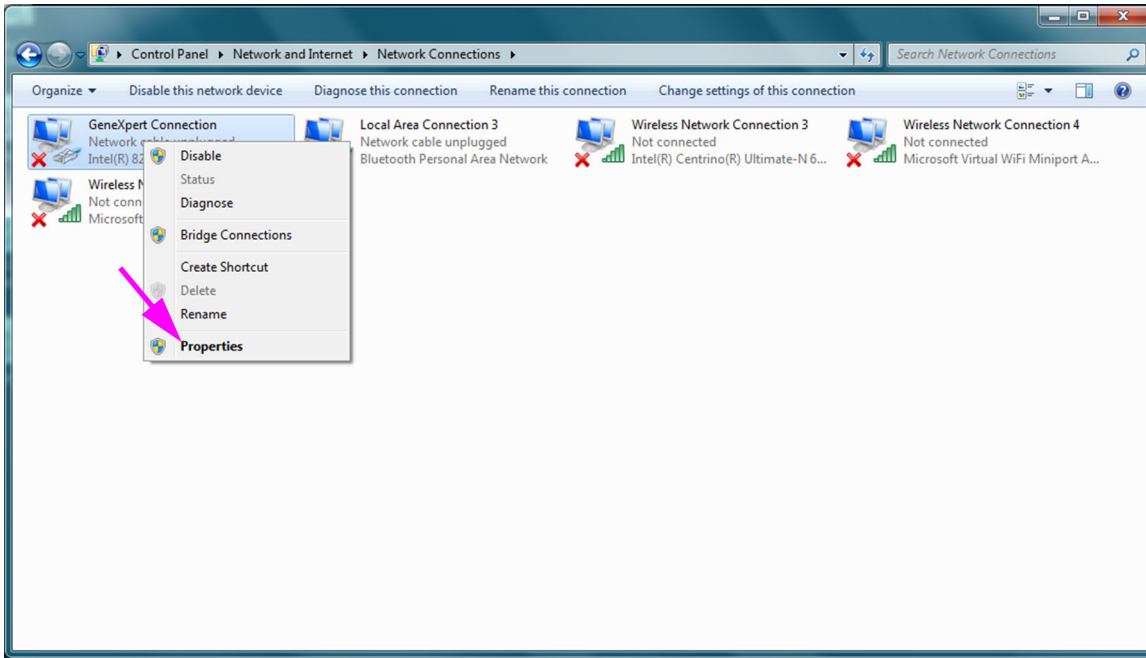 Control Panel Network and Internet Network Connections
Search Network Connections
Organize Disable this network device Diagnose this connection Rename this connection Change settings of this connection
GeneXpert Connection
Network cable unplugged
Intel(R) 82
Local Area Connection 3
Network cable unplugged
Bluetooth Personal Area Network
Wireless Network Connection 3
Not connected
Intel(R) Centrino(R) Ultimate-N 6...
Wireless Network Connection 4
Not connected
Microsoft Virtual WiFi Miniport A...
Wireless N
Not conn
Microsoft
Disable
Status
Diagnose
Bridge Connections
Create Shortcut
Delete
Rename
Properties